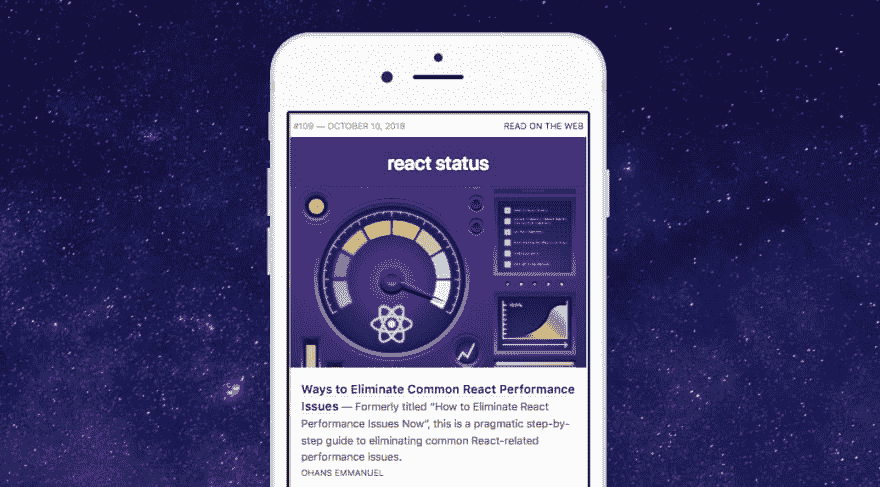 #109 — OCTOBER 10, 2018 READ ON THE WEB
react status
Ways to Eliminate Common React Performance
Issues — Formerly titled “How to Eliminate React
Performance Issues Now”, this is a pragmatic step-by-
step guide to eliminating common React-related
performance issues.
OHANS EMMANUEL